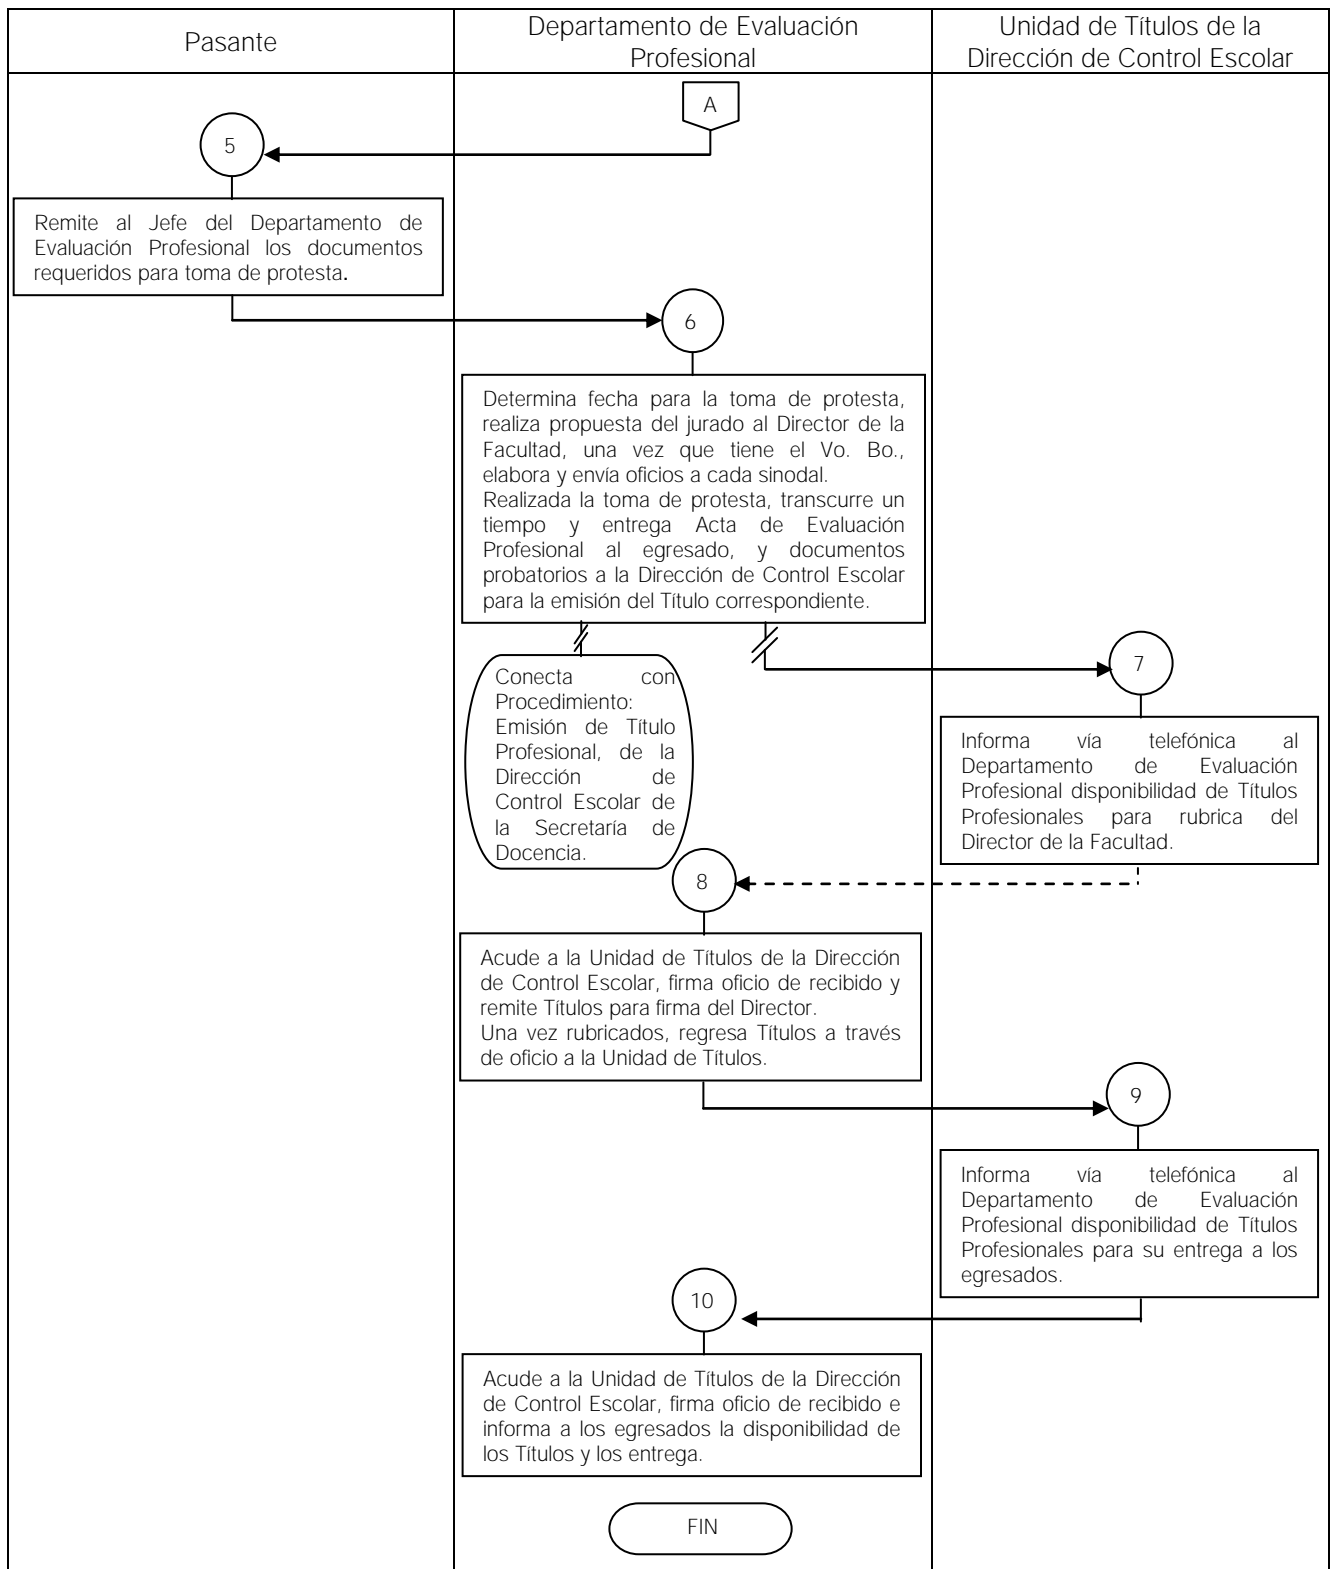 Pasante
Departamento de Evaluación
Profesional
Unidad de Títulos de la
Dirección de Control Escolar
A
5
Remite al Jefe del Departamento de
Evaluación Profesional los documentos
requeridos para toma de protesta.
6
Determina fecha para la toma de protesta,
realiza propuesta del jurado al Director de la
Facultad, una vez que tiene el Vo. Bo.,
elabora y envía oficios a cada sinodal.
Realizada la toma de protesta, transcurre un
tiempo y entrega Acta de Evaluación
Profesional al egresado, y documentos
probatorios a la Dirección de Control Escolar
para la emisión del Título correspondiente.
Conecta con
Procedimiento:
Emisión de Título
Profesional, de la
Dirección de
Control Escolar de
la Secretaría de
Docencia.
7
Informa vía telefónica al
Departamento de Evaluación
Profesional disponibilidad de Títulos
Profesionales para rubrica del
Director de la Facultad.
8
Acude a la Unidad de Títulos de la Dirección
de Control Escolar, firma oficio de recibido y
remite Títulos para firma del Director.
Una vez rubricados, regresa Títulos a través
de oficio a la Unidad de Títulos.
9
Informa vía telefónica al
Departamento de Evaluación
Profesional disponibilidad de Títulos
Profesionales para su entrega a los
egresados.
10
Acude a la Unidad de Títulos de la Dirección
de Control Escolar, firma oficio de recibido e
informa a los egresados la disponibilidad de
los Títulos y los entrega.
FIN